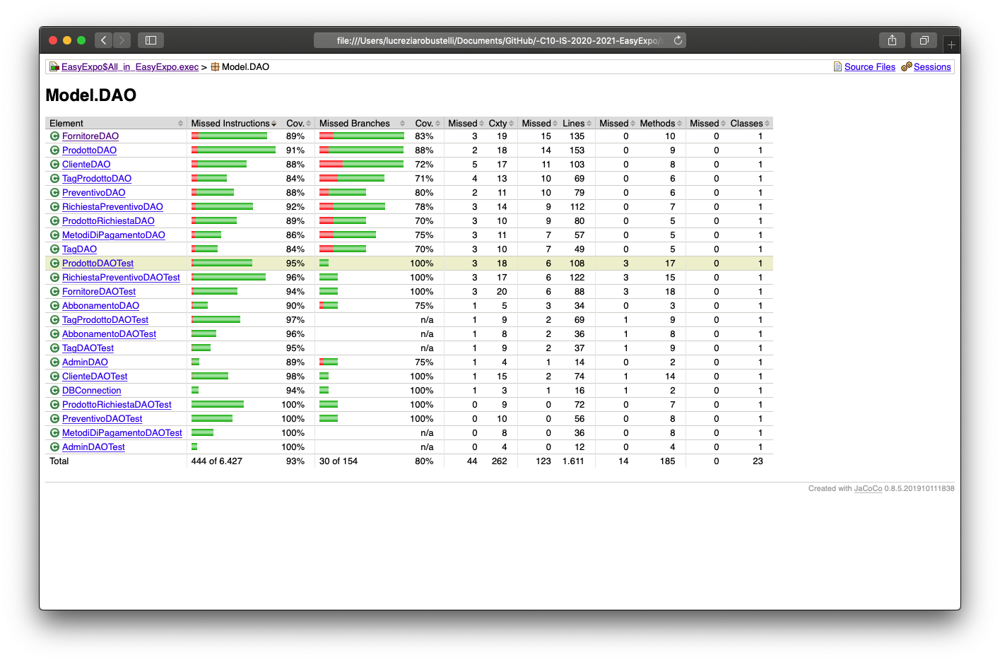 file:///Users/lucreziarobustelli/Documents/GitHub/-C10-IS-2020-2021-EasyExpo/
EasyExpo$All_in_EasyExpo.exec > Model.DAO Source Files Sessions
Model.DAO
Element Missed Instructions Cov. Missed Branches Cov. Missed Cxty Missed Lines Missed Methods Missed Classes
FornitoreDAO 89% 83% 3 19 15 135 0 10 0 1
ProdottoDAO 91% 88% 2 18 14 153 0 9 0 1
ClienteDAO 88% 72% 5 17 11 103 0 8 0 1
TagProdottoDAO 84% 71% 4 13 10 69 0 6 0 1
PreventivoDAO 88% 80% 2 11 10 79 0 6 0 1
RichiestaPreventivoDAO 92% 78% 3 14 9 112 0 7 0 1
ProdottoRichiestaDAO 89% 70% 3 10 9 80 0 5 0 1
MetodiDiPagamentoDAO 86% 75% 3 11 7 57 0 5 0 1
TagDAO 84% 70% 3 10 7 49 0 5 0 1
ProdottoDAOTest 95% 100% 3 18 6 108 3 17 0 1
RichiestaPreventivoDAOTest 96% 100% 3 17 6 122 3 15 0 1
FornitoreDAOTest 94% 100% 3 20 6 88 3 18 0 1
AbbonamentoDAO 90% 75% 1 5 3 34 0 3 0 1
TagProdottoDAOTest 97% n/a 1 9 2 69 1 9 0 1
AbbonamentoDAOTest 96% n/a 1 8 2 36 1 8 0 1
TagDAOTest 95% n/a 1 9 2 37 1 9 0 1
AdminDAO 89% 75% 1 4 1 14 0 2 0 1
ClienteDAOTest 98% 100% 1 15 2 74 1 14 0 1
DBConnection 94% 100% 1 3 1 16 1 2 0 1
ProdottoRichiestaDAOTest 100% 100% 0 9 0 72 0 7 0 1
PreventivoDAOTest 100% 100% 0 10 0 56 0 8 0 1
MetodiDiPagamentoDAOTest 100% n/a 0 8 0 36 0 8 0 1
AdminDAOTest 100% n/a 0 4 0 12 0 4 0 1
Total 444 of 6.427 93% 30 of 154 80% 44 262 123 1.611 14 185 0 23
Created with JaCoCo 0.8.5.201910111838